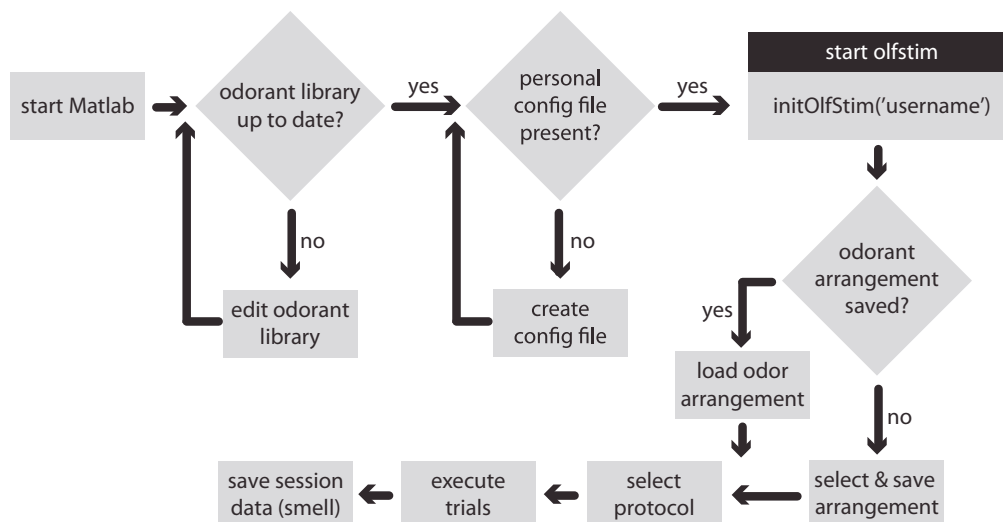 start Matlab
odorant library
up to date?
yes
personal
config file
present?
yes
start olfstim
initOlfStim('username')
no
no
edit odorant
library
create
config file
odorant
arrangement
saved?
yes
load odor
arrangement
no
save session
data (smell)
execute
trials
select
protocol
select & save
arrangement